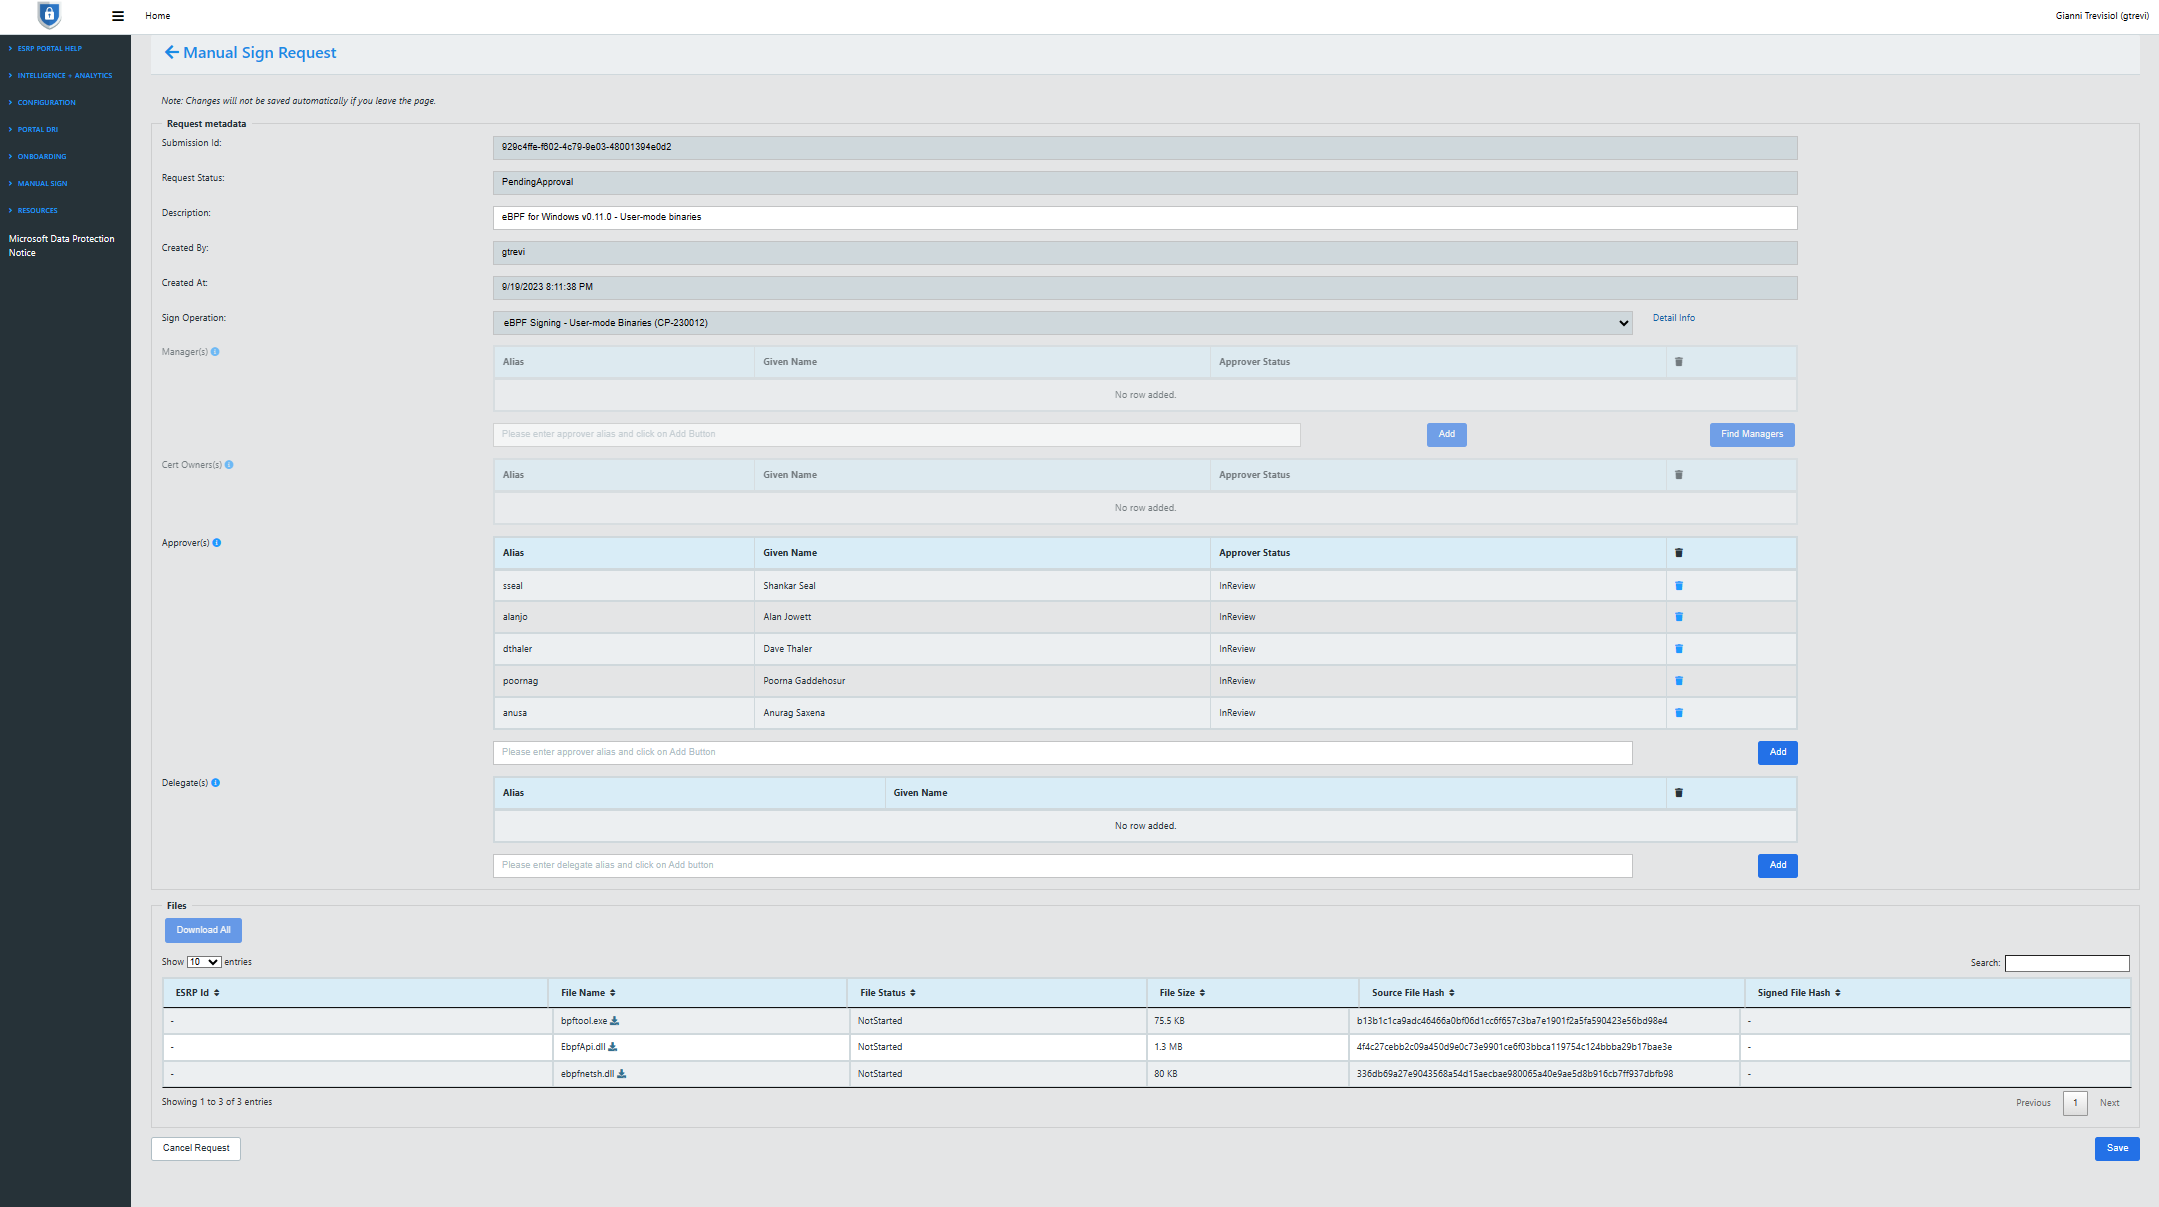 Home
Gianni Trevisiol (gtrevi)
ESRP PORTAL HELP
INTELLIGENCE + ANALYTICS
CONFIGURATION
PORTAL DRI
ONBOARDING
MANUAL SIGN
RESOURCES
Microsoft Data Protection
Notice
Manual Sign Request
Note: Changes will not be saved automatically if you leave the page.
Request metadata
Submission Id: 929c4ffe-f602-4c79-9e03-48001394e0d2
Request Status: PendingApproval
Description: eBPF for Windows v0.11.0 - User-mode binaries
Created By: gtrevi
Created At: 9/19/2023 8:11:38 PM
Sign Operation: eBPF Signing - User-mode Binaries (CP-230012) Detail Info
Manager(s) Alias Given Name Approver Status
No row added.
Please enter approver alias and click on Add Button Add Find Managers
Cert Owners(s) Alias Given Name Approver Status
No row added.
Approver(s) Alias Given Name Approver Status
sseal Shankar Seal InReview
alanjo Alan Jowett InReview
dthaler Dave Thaler InReview
poornag Poorna Gaddehosur InReview
anusa Anurag Saxena InReview
Please enter approver alias and click on Add Button Add
Delegate(s) Alias Given Name
No row added.
Please enter delegate alias and click on Add button Add
Files
Download All
Show 10 entries Search:
ESRP Id File Name File Status File Size Source File Hash Signed File Hash
- bpftool.exe NotStarted 75.5 KB b13b1c1ca9adc46466a0bf06d1cc6f657c3ba7e1901f2a5fa590423e56bd98e4 -
- EbpfApi.dll NotStarted 1.3 MB 4f4c27cebb2c09a450d9e0c73e9901ce6f03bbca119754c124bbba29b17bae3e -
- ebpfnetsh.dll NotStarted 80 KB 336db69a27e9043568a54d15aecbae980065a40e9ae5d8b916cb7ff937dbfb98 -
Showing 1 to 3 of 3 entries Previous 1 Next
Cancel Request Save